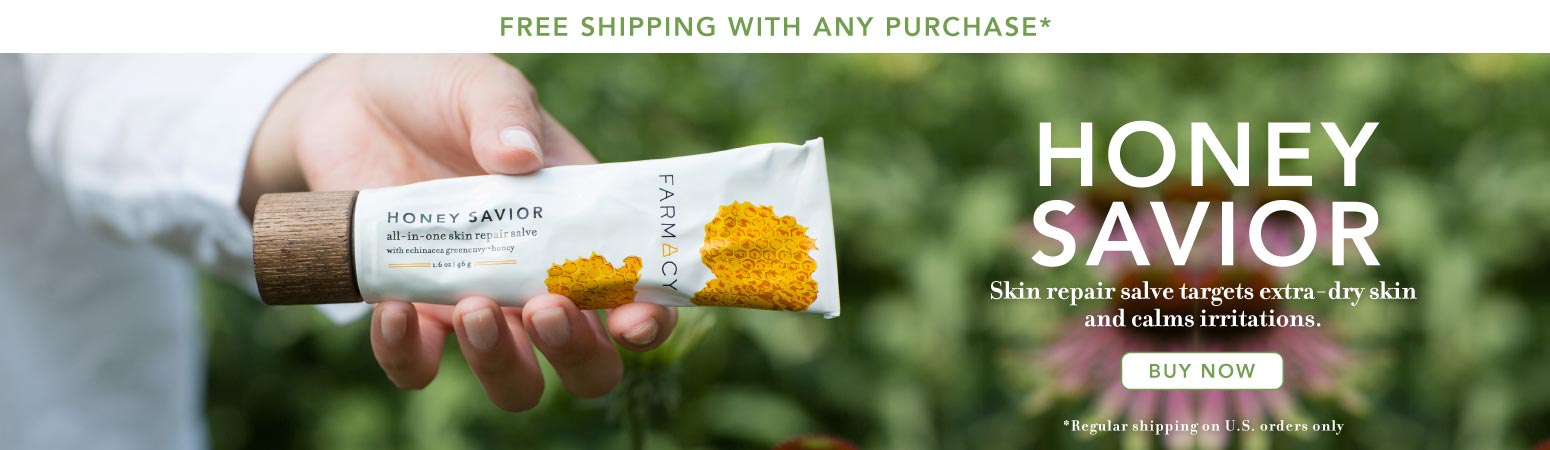 FREE SHIPPING WITH ANY PURCHASE*
HONEY SAVIOR
all-in-one skin repair salve
with echinacea greenenvy™ honey
1.6 oz | 46 g
FARMACY
HONEY
SAVIOR
Skin repair salve targets extra-dry skin
and calms irritations.
BUY NOW
*Regular shipping on U.S. orders only